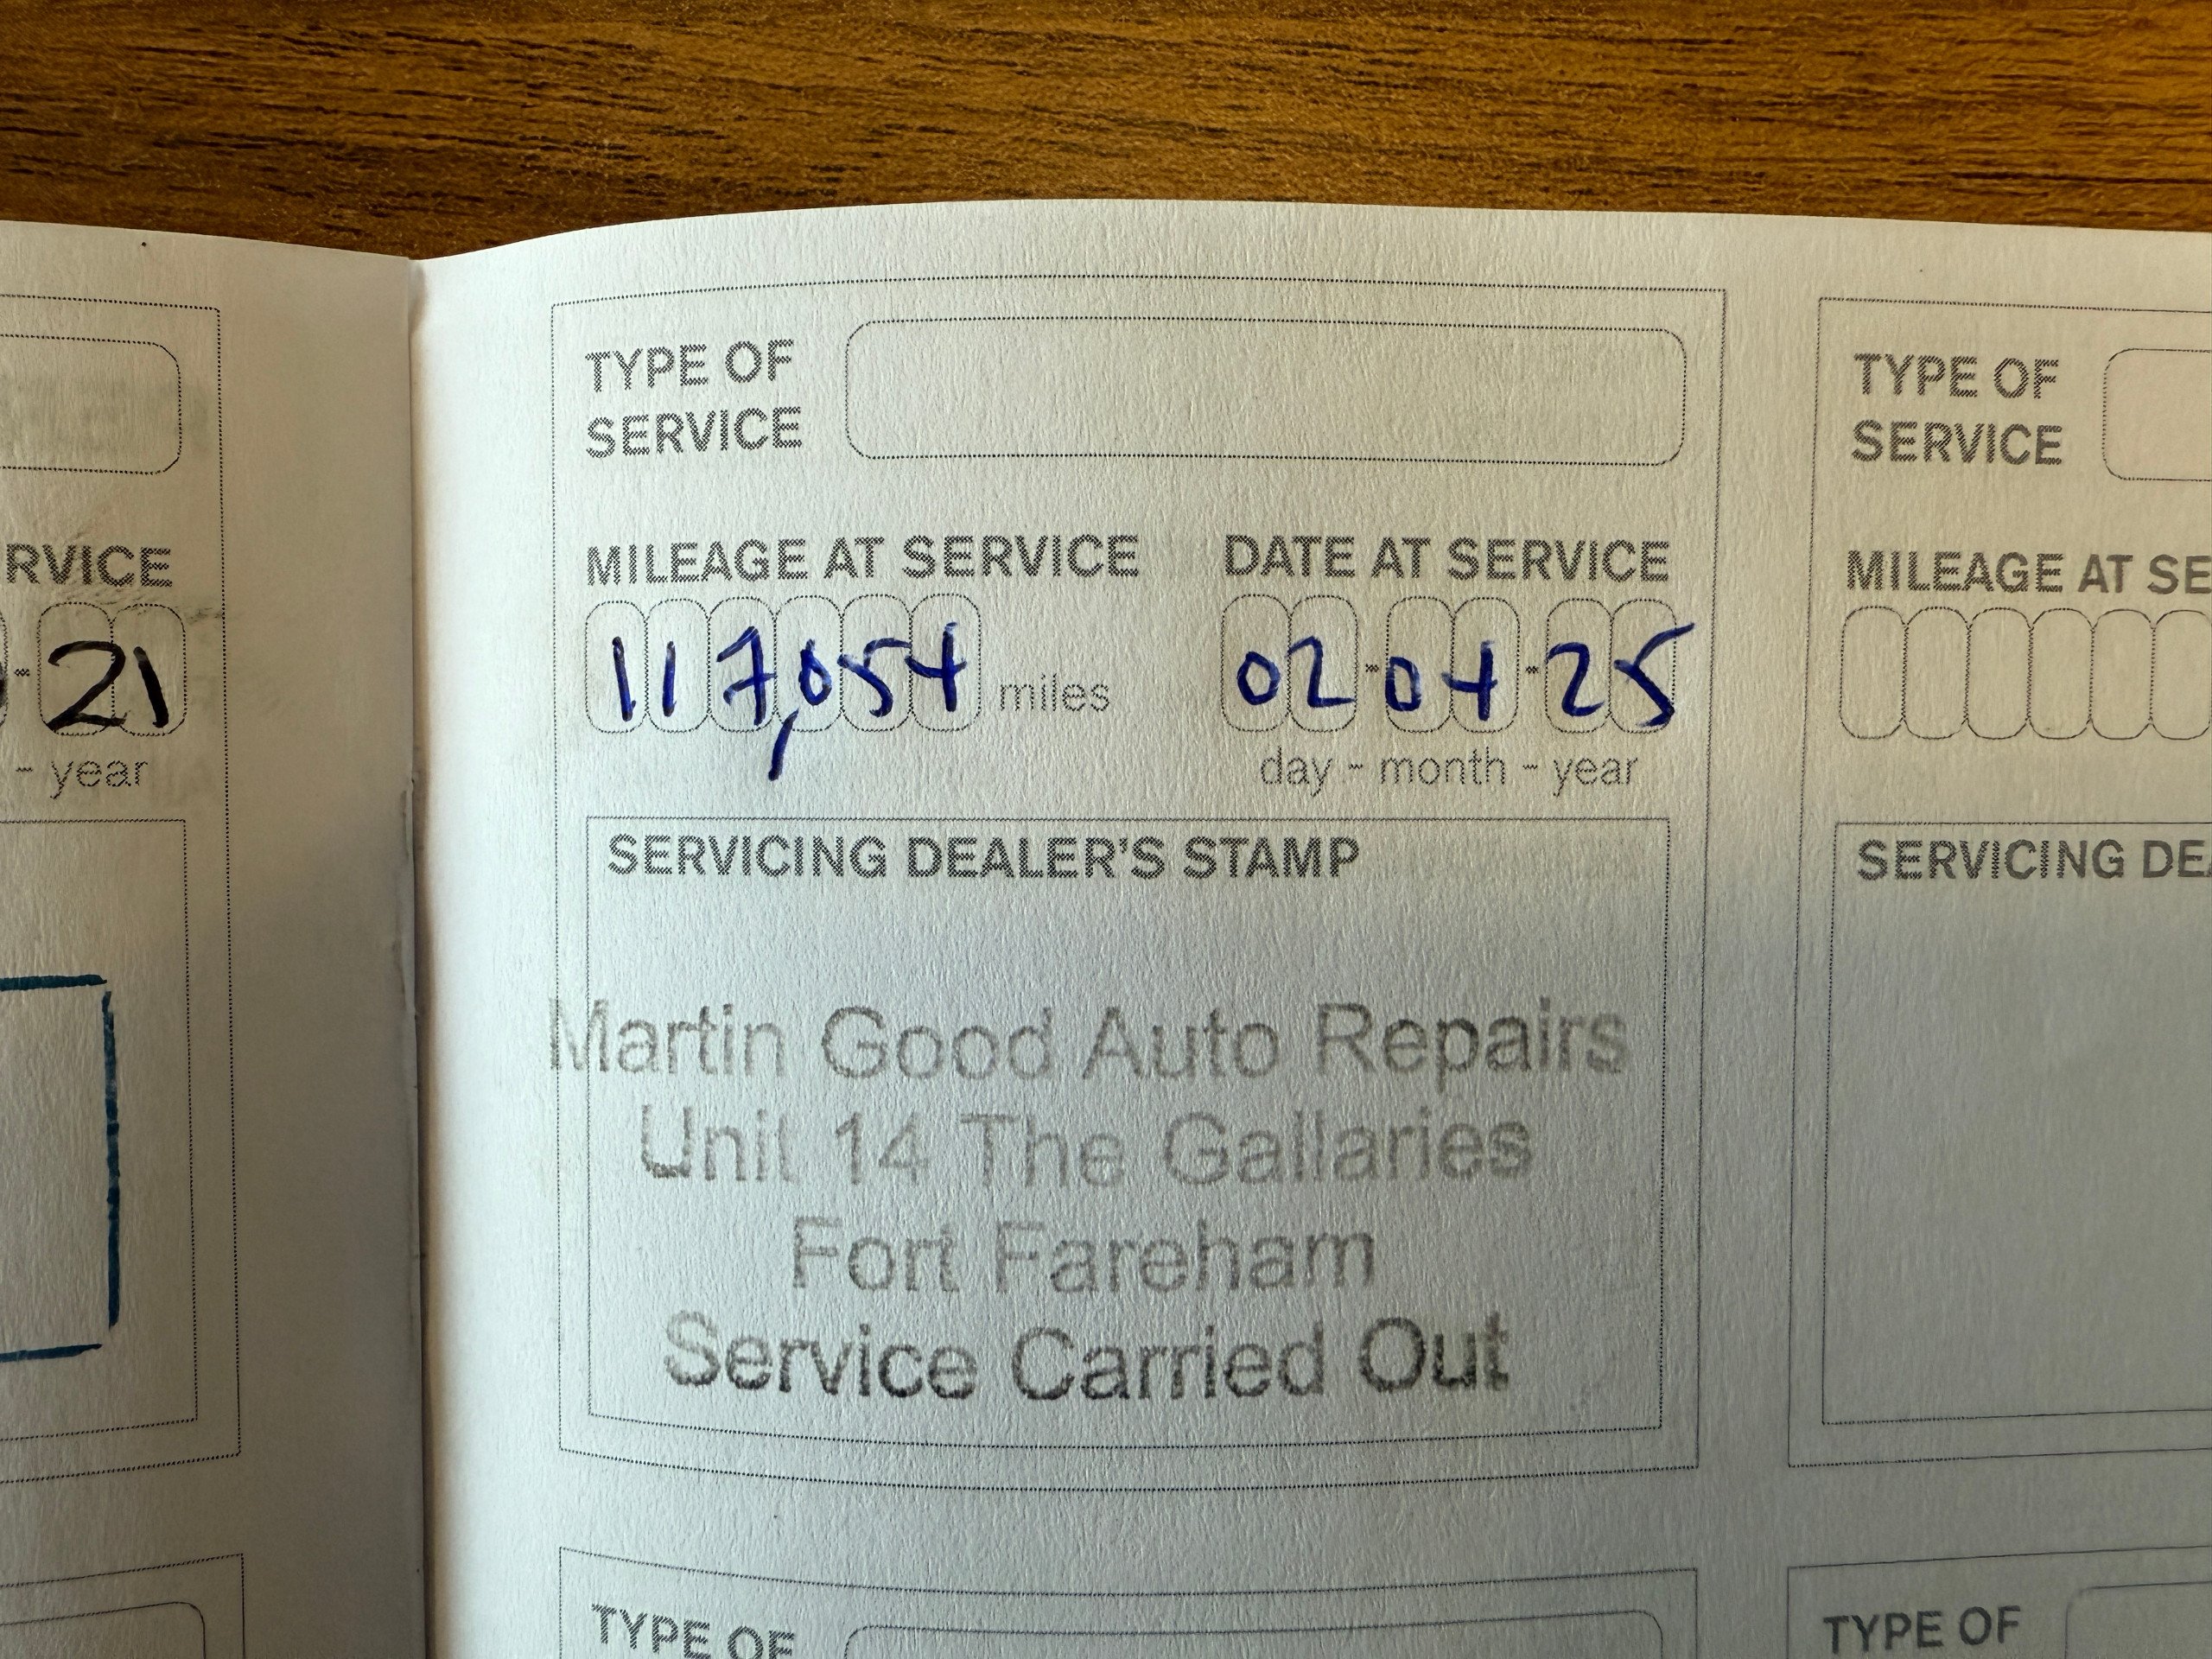 TYPE OF
SERVICE
MILEAGE AT SERVICE
117,054 miles
DATE AT SERVICE
02-04-25
day - month - year
SERVICING DEALER'S STAMP
Martin Good Auto Repairs
Unit 14 The Gallaries
Fort Fareham
Service Carried Out
TYPE OF
RVICE
- 21
- year
TYPE OF
SERVICE
MILEAGE AT SE
SERVICING DEA
TYPE OF